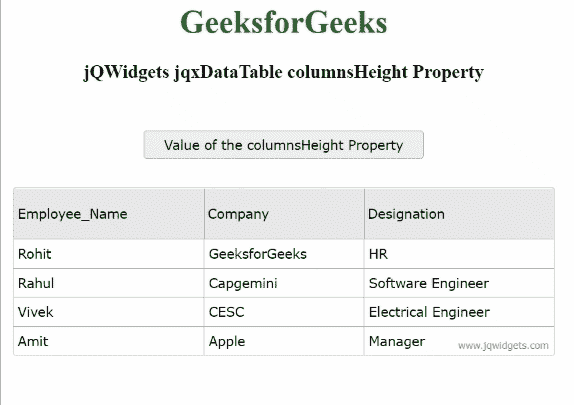 GeeksforGeeks
jQWidgets jqxDataTable columnsHeight Property
Value of the columnsHeight Property
Employee_Name Company Designation
Rohit GeeksforGeeks HR
Rahul Capgemini Software Engineer
Vivek CESC Electrical Engineer
Amit Apple Manager
www.jqwidgets.com